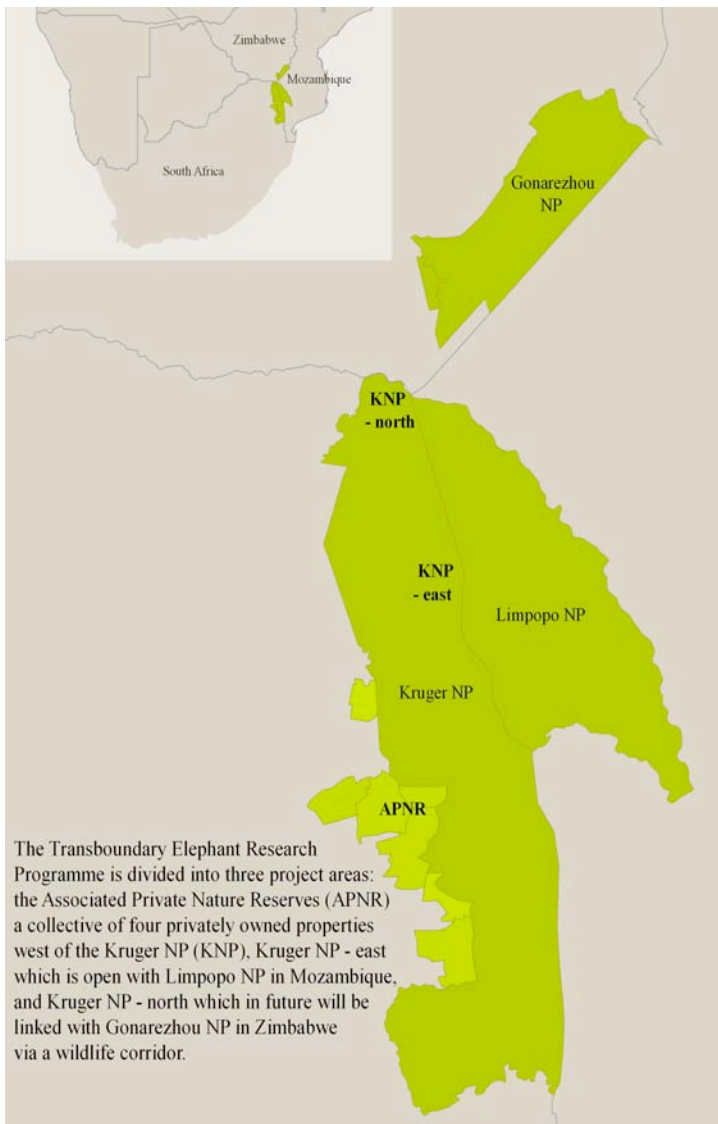 Zimbabwe
Mozambique
South Africa
Gonarezhou
NP
KNP
- north
KNP
- east
Limpopo NP
Kruger NP
APNR
The Transboundary Elephant Research
Programme is divided into three project areas:
the Associated Private Nature Reserves (APNR)
a collective of four privately owned properties
west of the Kruger NP (KNP), Kruger NP - east
which is open with Limpopo NP in Mozambique,
and Kruger NP - north which in future will be
linked with Gonarezhou NP in Zimbabwe
via a wildlife corridor.